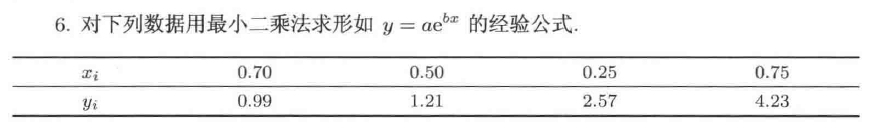 6. 对下列数据用最小二乘法求形如 y = ae^{bx} 的经验公式.
x_i 0.70 0.50 0.25 0.75
y_i 0.99 1.21 2.57 4.23